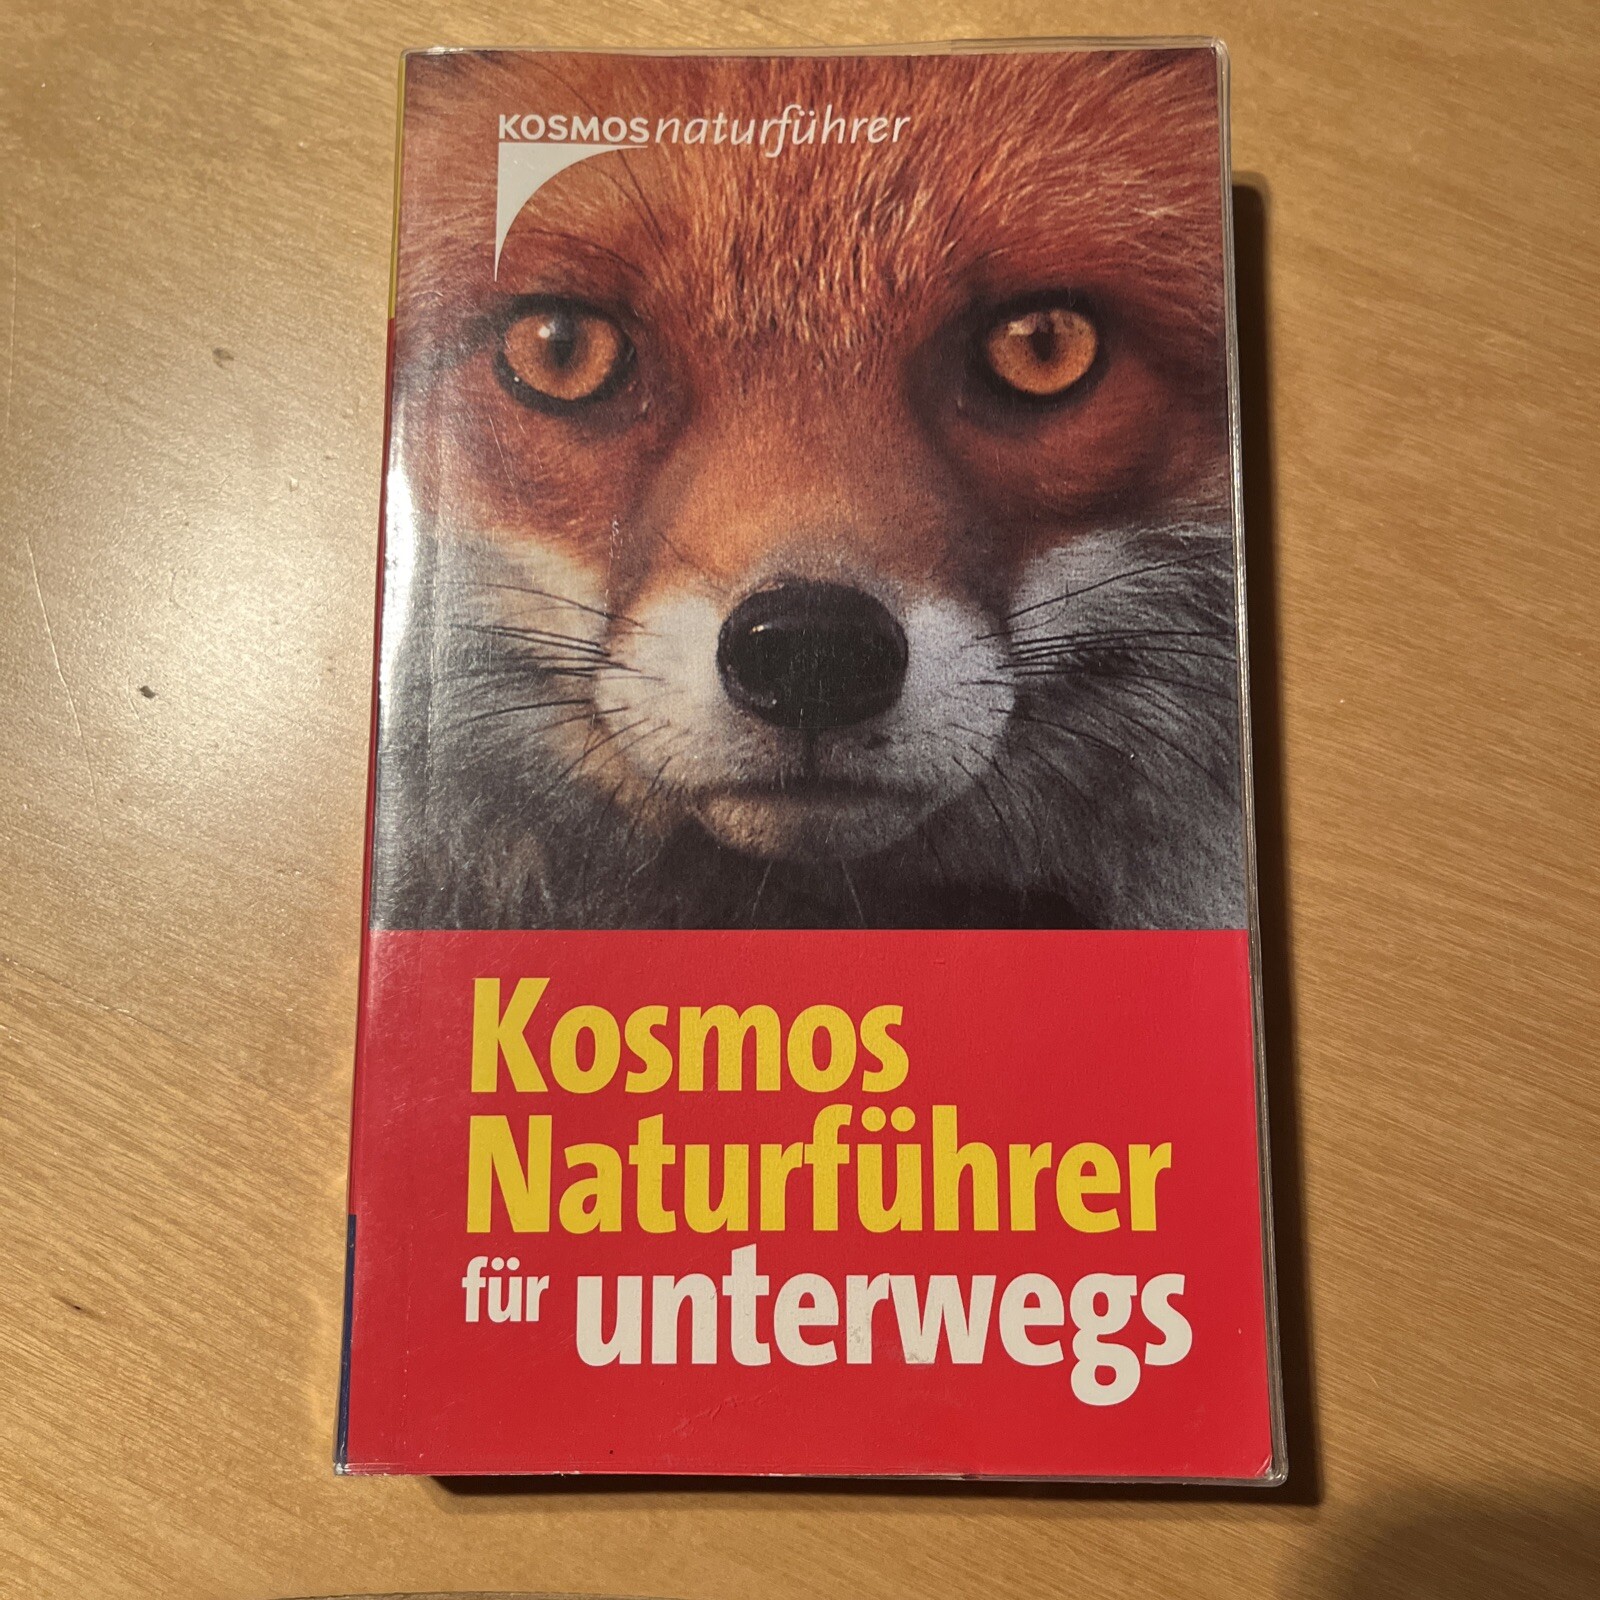 KOSMOSnaturführer
Kosmos
Naturführer
für unterwegs